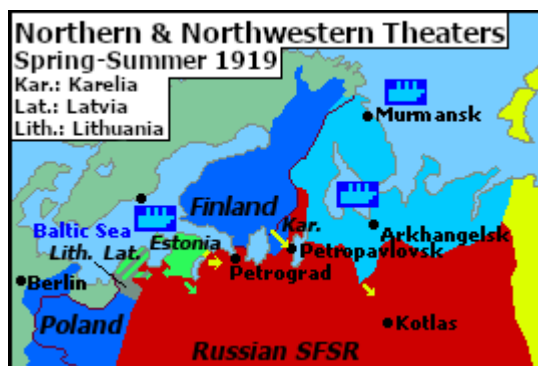 Northern & Northwestern Theaters
Spring-Summer 1919
Kar.: Karelia
Lat.: Latvia
Lith.: Lithuania
Murmansk
Finland
Kar.
Baltic Sea
Estonia
Arkhangelsk
Lith. Lat.
Petropavlovsk
Petrograd
Berlin
Poland
Kotlas
Russian SFSR